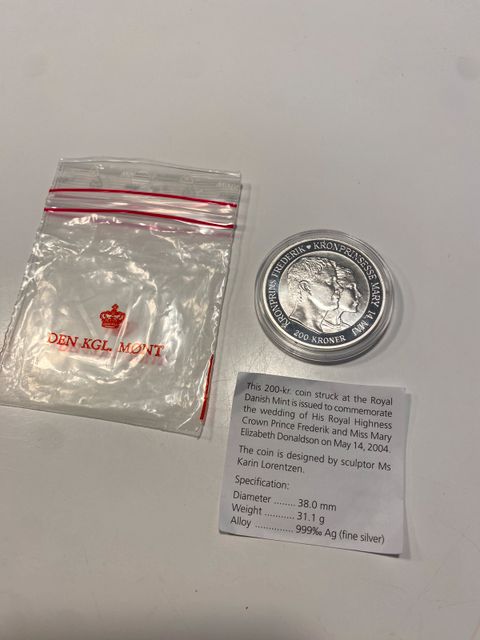 DEN KGL. MØNT
KRONPRINS FREDERIK ♥ KRONPRINSESSE MARY 14 MAJ
200 KRONER
This 200-kr. coin struck at the Royal
Danish Mint is issued to commemorate
the wedding of His Royal Highness
Crown Prince Frederik and Miss Mary
Elizabeth Donaldson on May 14, 2004.
The coin is designed by sculptor Ms
Karin Lorentzen.
Specification:
Diameter ........ 38.0 mm
Weight ........... 31.1 g
Alloy .............. 999‰ Ag (fine silver)